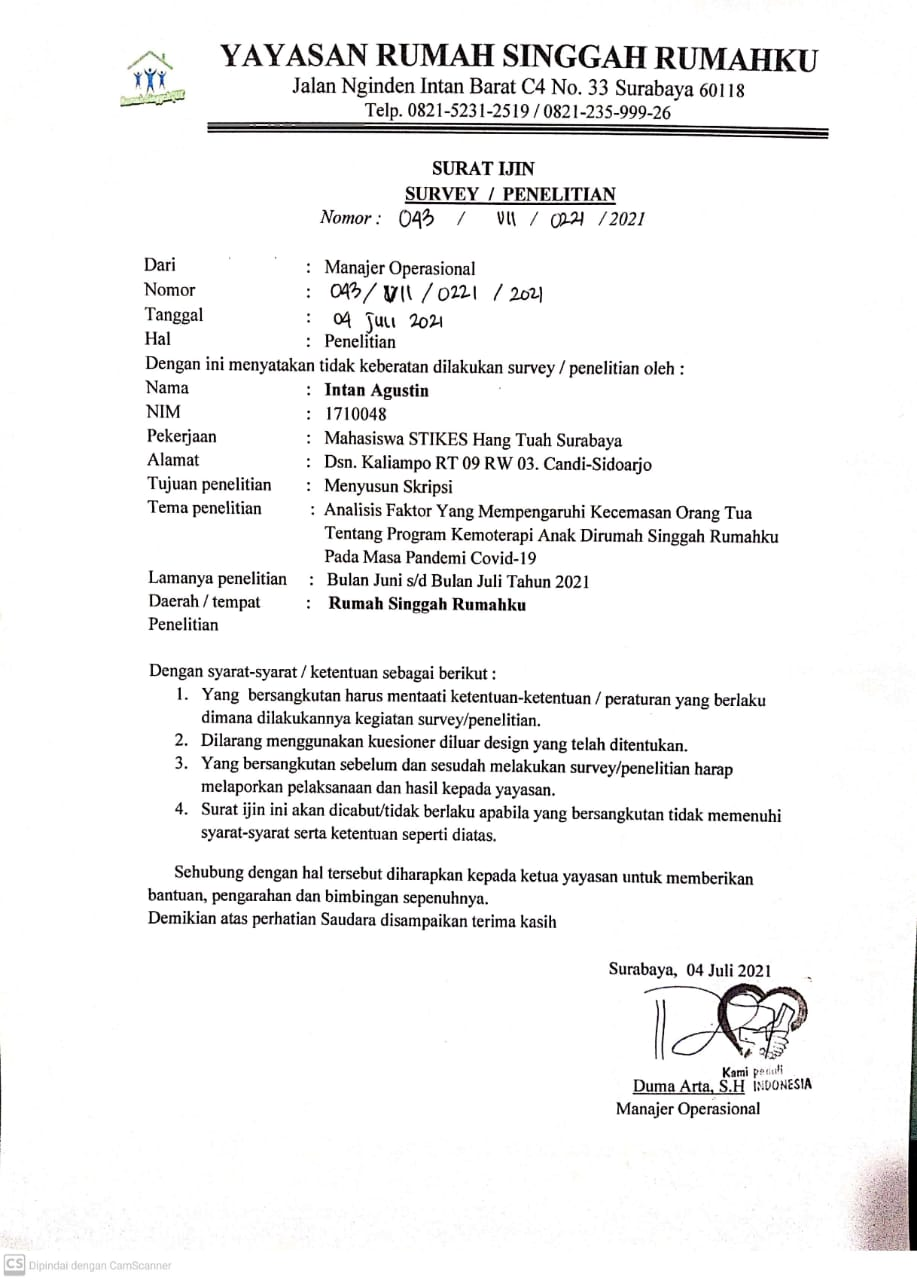 YAYASAN RUMAH SINGGAH RUMAHKU
Jalan Nginden Intan Barat C4 No. 33 Surabaya 60118
Telp. 0821-5231-2519 / 0821-235-999-26
SURAT IJIN
SURVEY / PENELITIAN
Nomor : 043 / VII / 0221 / 2021
Dari : Manajer Operasional
Nomor : 043 / VII / 0221 / 2021
Tanggal : 04 Juli 2021
Hal : Penelitian
Dengan ini menyatakan tidak keberatan dilakukan survey / penelitian oleh :
Nama : Intan Agustin
NIM : 1710048
Pekerjaan : Mahasiswa STIKES Hang Tuah Surabaya
Alamat : Dsn. Kaliampo RT 09 RW 03. Candi-Sidoarjo
Tujuan penelitian : Menyusun Skripsi
Tema penelitian : Analisis Faktor Yang Mempengaruhi Kecemasan Orang Tua
Tentang Program Kemoterapi Anak Dirumah Singgah Rumahku
Pada Masa Pandemi Covid-19
Lamanya penelitian : Bulan Juni s/d Bulan Juli Tahun 2021
Daerah / tempat : Rumah Singgah Rumahku
Penelitian
Dengan syarat-syarat / ketentuan sebagai berikut :
1. Yang bersangkutan harus mentaati ketentuan-ketentuan / peraturan yang berlaku
dimana dilakukannya kegiatan survey/penelitian.
2. Dilarang menggunakan kuesioner diluar design yang telah ditentukan.
3. Yang bersangkutan sebelum dan sesudah melakukan survey/penelitian harap
melaporkan pelaksanaan dan hasil kepada yayasan.
4. Surat ijin ini akan dicabut/tidak berlaku apabila yang bersangkutan tidak memenuhi
syarat-syarat serta ketentuan seperti diatas.
Sehubung dengan hal tersebut diharapkan kepada ketua yayasan untuk memberikan
bantuan, pengarahan dan bimbingan sepenuhnya.
Demikian atas perhatian Saudara disampaikan terima kasih
Surabaya, 04 Juli 2021
Kami peduli
Duma Arta, S.H INDONESIA
Manajer Operasional
CS Dipindai dengan CamScanner